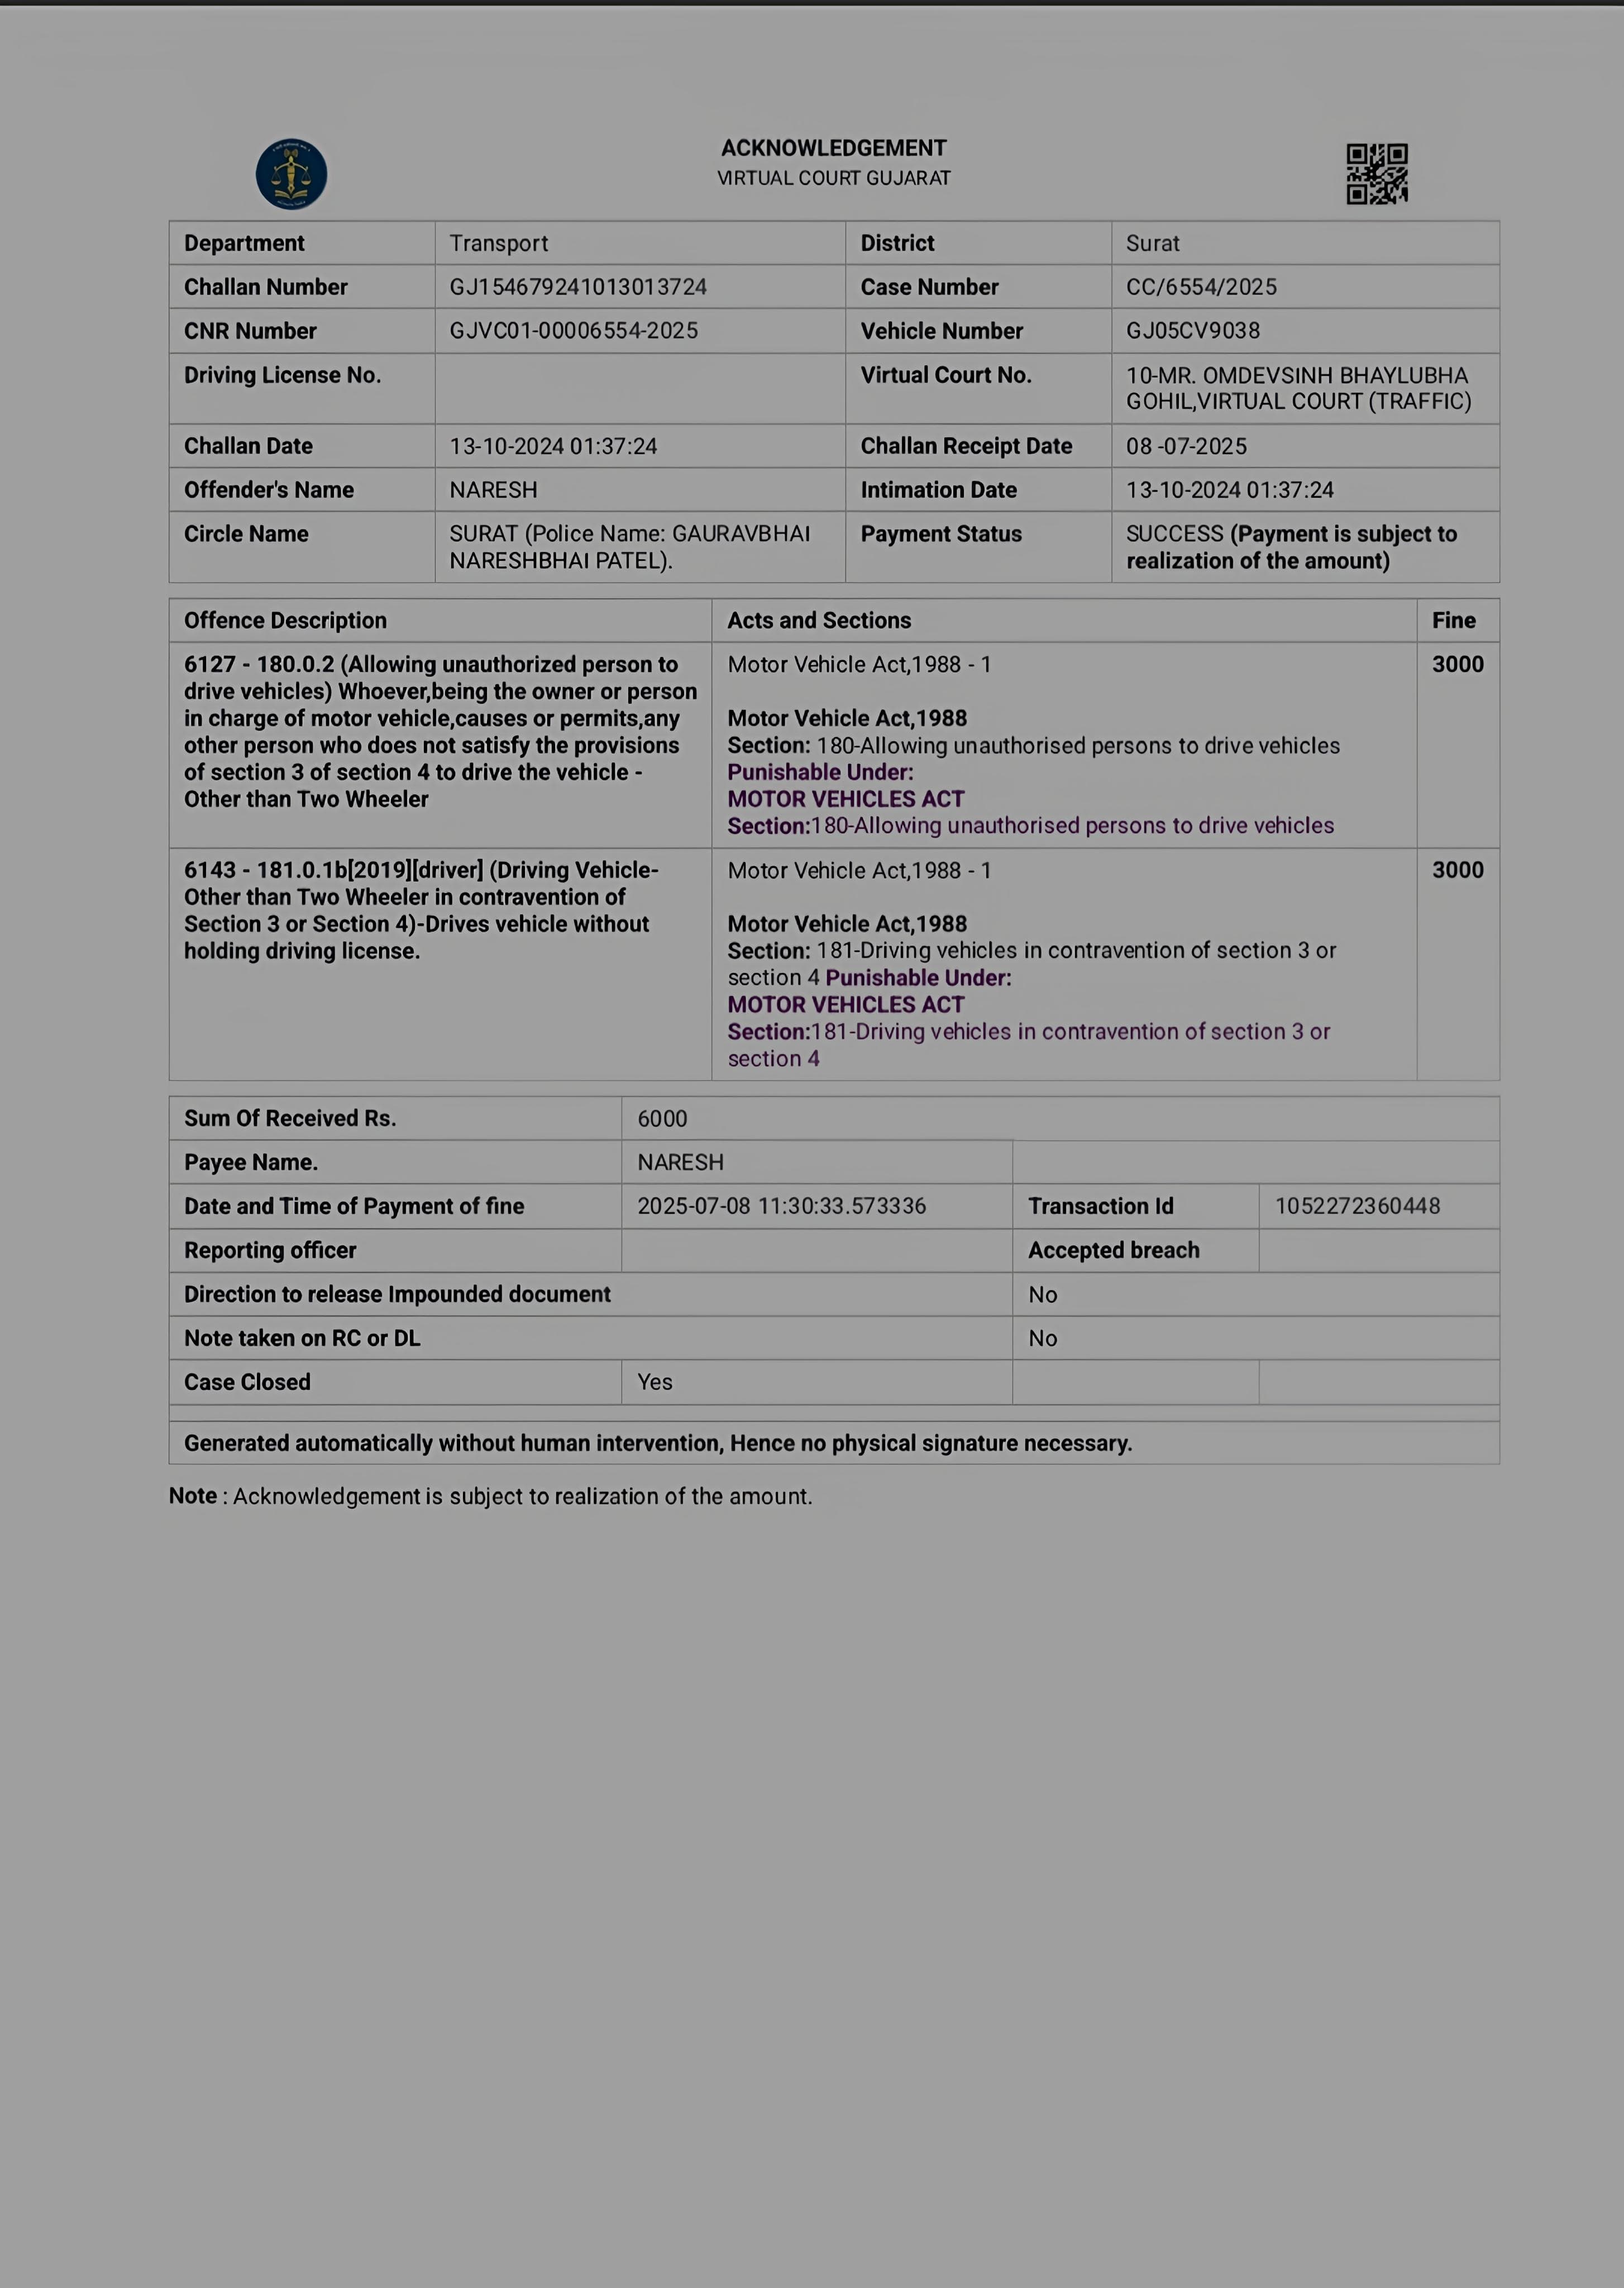 ACKNOWLEDGEMENT
VIRTUAL COURT GUJARAT
Department Transport District Surat
Challan Number GJ154679241013013724 Case Number CC/6554/2025
CNR Number GJVC01-00006554-2025 Vehicle Number GJ05CV9038
Driving License No. Virtual Court No. 10-MR. OMDEVSINH BHAYLUBHA
GOHIL,VIRTUAL COURT (TRAFFIC)
Challan Date 13-10-2024 01:37:24 Challan Receipt Date 08 -07-2025
Offender's Name NARESH Intimation Date 13-10-2024 01:37:24
Circle Name SURAT (Police Name: GAURAVBHAI
NARESHBHAI PATEL). Payment Status SUCCESS (Payment is subject to
realization of the amount)
Offence Description Acts and Sections Fine
6127 - 180.0.2 (Allowing unauthorized person to
drive vehicles) Whoever,being the owner or person
in charge of motor vehicle,causes or permits,any
other person who does not satisfy the provisions
of section 3 of section 4 to drive the vehicle -
Other than Two Wheeler
Motor Vehicle Act,1988 - 1
Motor Vehicle Act,1988
Section: 180-Allowing unauthorised persons to drive vehicles
Punishable Under:
MOTOR VEHICLES ACT
Section:180-Allowing unauthorised persons to drive vehicles
3000
6143 - 181.0.1b[2019][driver] (Driving Vehicle-
Other than Two Wheeler in contravention of
Section 3 or Section 4)-Drives vehicle without
holding driving license.
Motor Vehicle Act,1988 - 1
Motor Vehicle Act,1988
Section: 181-Driving vehicles in contravention of section 3 or
section 4 Punishable Under:
MOTOR VEHICLES ACT
Section:181-Driving vehicles in contravention of section 3 or
section 4
3000
Sum Of Received Rs. 6000
Payee Name. NARESH
Date and Time of Payment of fine 2025-07-08 11:30:33.573336 Transaction Id 1052272360448
Reporting officer Accepted breach
Direction to release Impounded document No
Note taken on RC or DL No
Case Closed Yes
Generated automatically without human intervention, Hence no physical signature necessary.
Note : Acknowledgement is subject to realization of the amount.